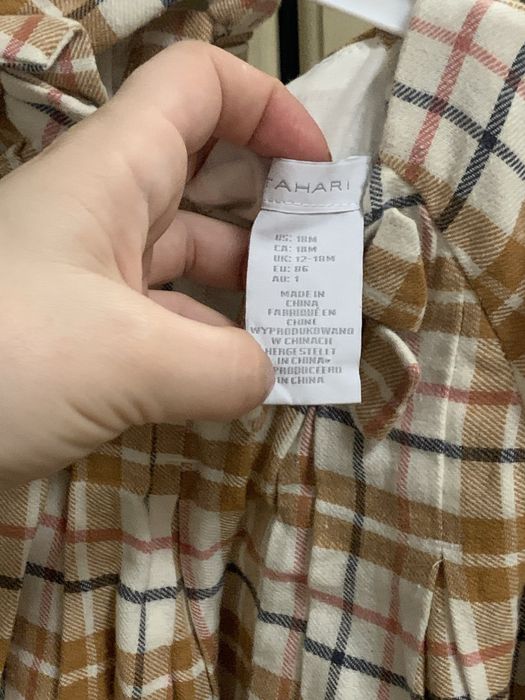 TAHARI
US: 18M
CA: 18M
UK: 12-18M
EU: 86
AU: 1
MADE IN
CHINA
FABRIQUÉ EN
CHINE
WYPRODUKOWANO
W CHINACH
HERGESTELLT
IN CHINA
PRODUCEERD
IN CHINA